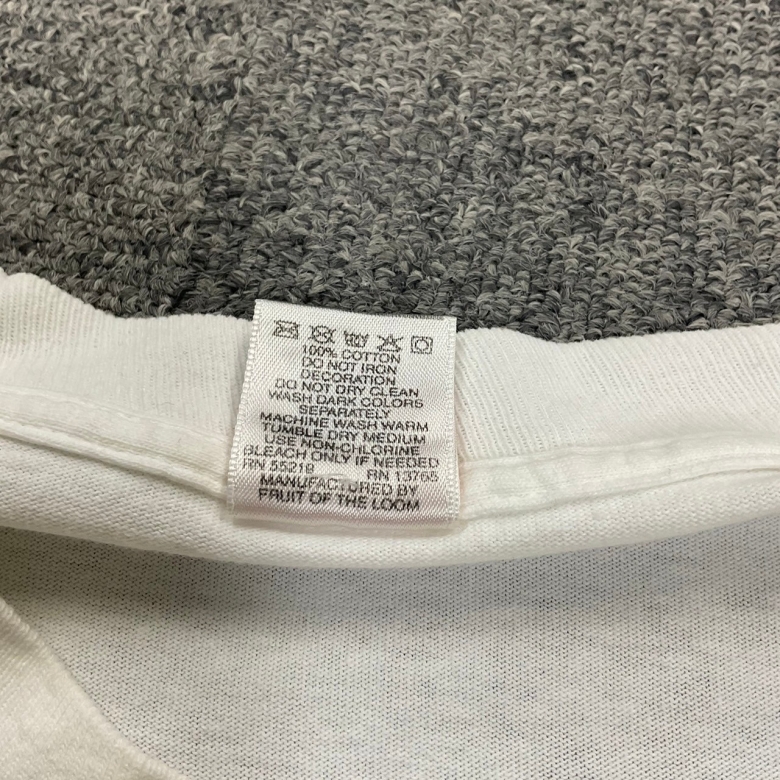 100% COTTON
DO NOT IRON
DECORATION
DO NOT DRY CLEAN
WASH DARK COLORS
SEPARATELY
MACHINE WASH WARM
TUMBLE DRY MEDIUM
USE NON-CHLORINE
BLEACH ONLY IF NEEDED
RN 55219 RN 13765
MANUFACTURED BY
FRUIT OF THE LOOM